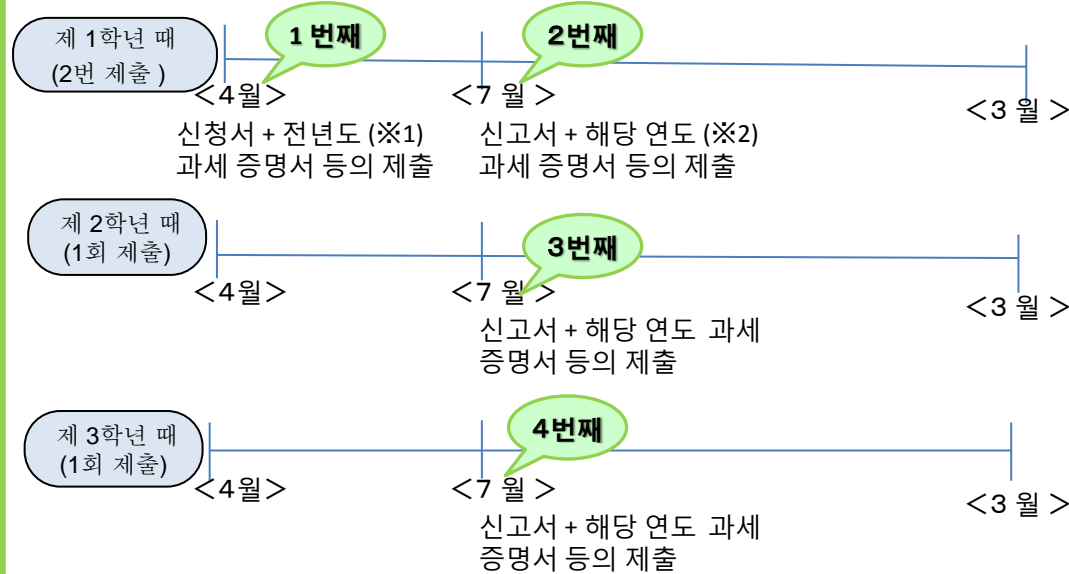 제 1학년 때
(2번 제출 )
1 번째
2번째
<4월>
<7 월 >
<3 월 >
신청서 + 전년도 (※1)
과세 증명서 등의 제출
신고서 + 해당 연도 (※2)
과세 증명서 등의 제출
제 2학년 때
(1회 제출)
3번째
<4월>
<7 월 >
<3 월 >
신고서 + 해당 연도 과세
증명서 등의 제출
제 3학년 때
(1회 제출)
4번째
<4월>
<7 월 >
<3 월 >
신고서 + 해당 연도 과세
증명서 등의 제출